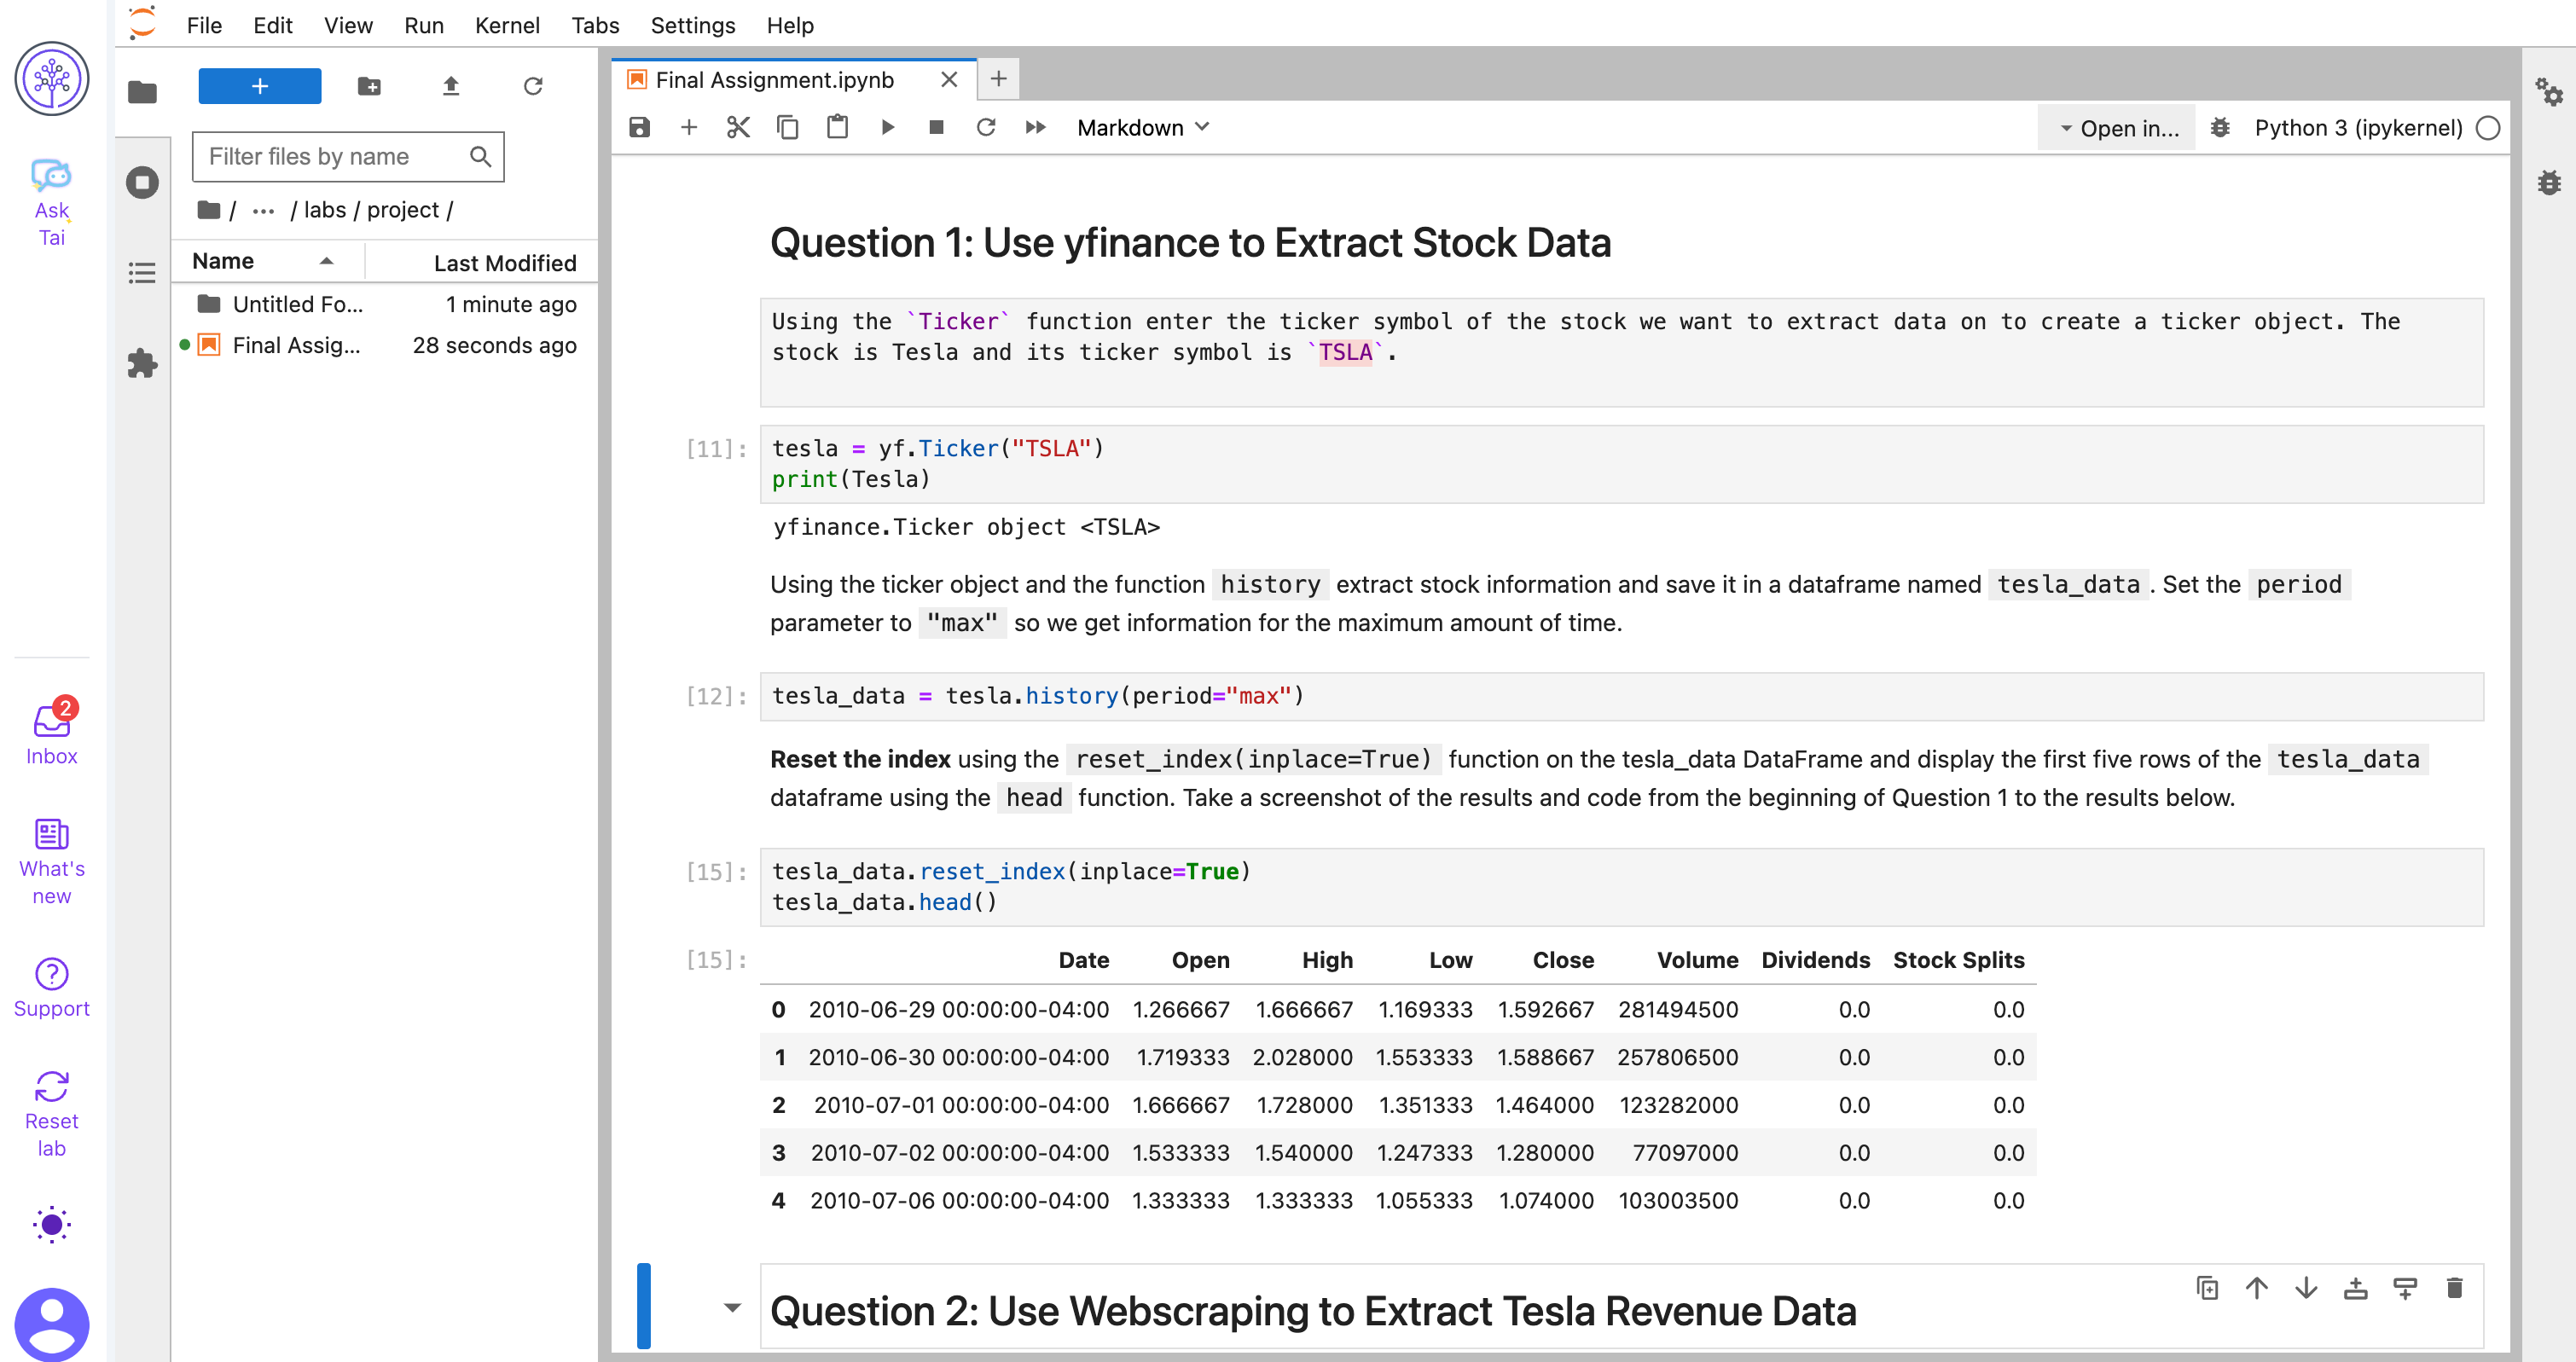 File Edit View Run Kernel Tabs Settings Help
Ask
Tai
2
Inbox
What's
new
Support
Reset
lab
+
Filter files by name
/ ... / labs / project /
Name Last Modified
Untitled Fo... 1 minute ago
Final Assig... 28 seconds ago
Final Assignment.ipynb
Markdown
Open in...
Python 3 (ipykernel)
Question 1: Use yfinance to Extract Stock Data
Using the `Ticker` function enter the ticker symbol of the stock we want to extract data on to create a ticker object. The
stock is Tesla and its ticker symbol is `TSLA`.
[11]: tesla = yf.Ticker("TSLA")
print(Tesla)
yfinance.Ticker object <TSLA>
Using the ticker object and the function history extract stock information and save it in a dataframe named tesla_data . Set the period
parameter to "max" so we get information for the maximum amount of time.
[12]: tesla_data = tesla.history(period="max")
Reset the index using the reset_index(inplace=True) function on the tesla_data DataFrame and display the first five rows of the tesla_data
dataframe using the head function. Take a screenshot of the results and code from the beginning of Question 1 to the results below.
[15]: tesla_data.reset_index(inplace=True)
tesla_data.head()
[15]: Date Open High Low Close Volume Dividends Stock Splits
0 2010-06-29 00:00:00-04:00 1.266667 1.666667 1.169333 1.592667 281494500 0.0 0.0
1 2010-06-30 00:00:00-04:00 1.719333 2.028000 1.553333 1.588667 257806500 0.0 0.0
2 2010-07-01 00:00:00-04:00 1.666667 1.728000 1.351333 1.464000 123282000 0.0 0.0
3 2010-07-02 00:00:00-04:00 1.533333 1.540000 1.247333 1.280000 77097000 0.0 0.0
4 2010-07-06 00:00:00-04:00 1.333333 1.333333 1.055333 1.074000 103003500 0.0 0.0
Question 2: Use Webscraping to Extract Tesla Revenue Data